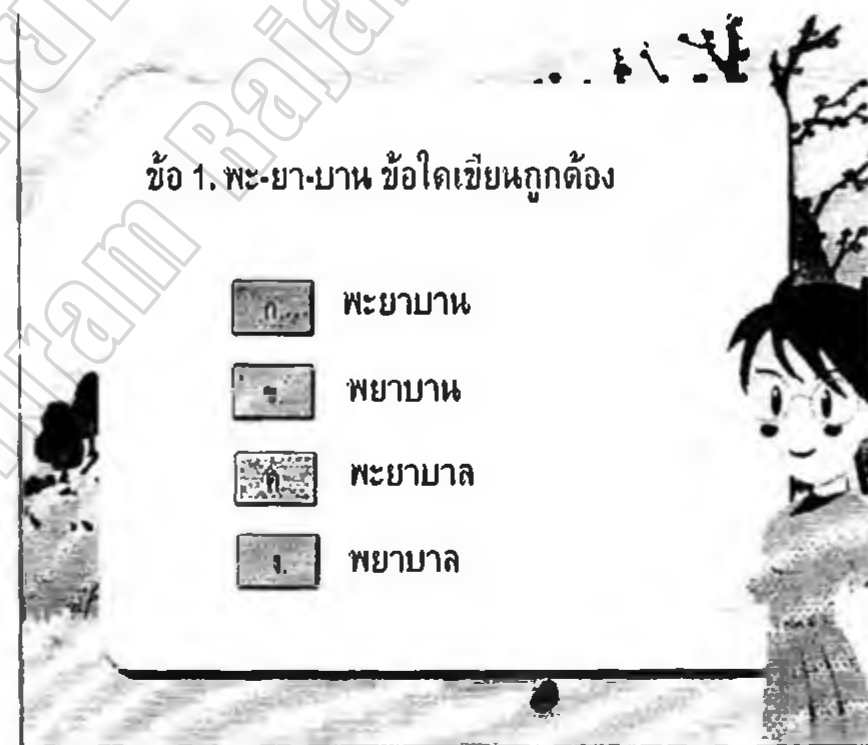 ข้อ 1. พะ-ยา-บาน ข้อใดเขียนถูกต้อง
ก. พะยาบาน
พยาบาน
ค พะยาบาล
ง. พยาบาล